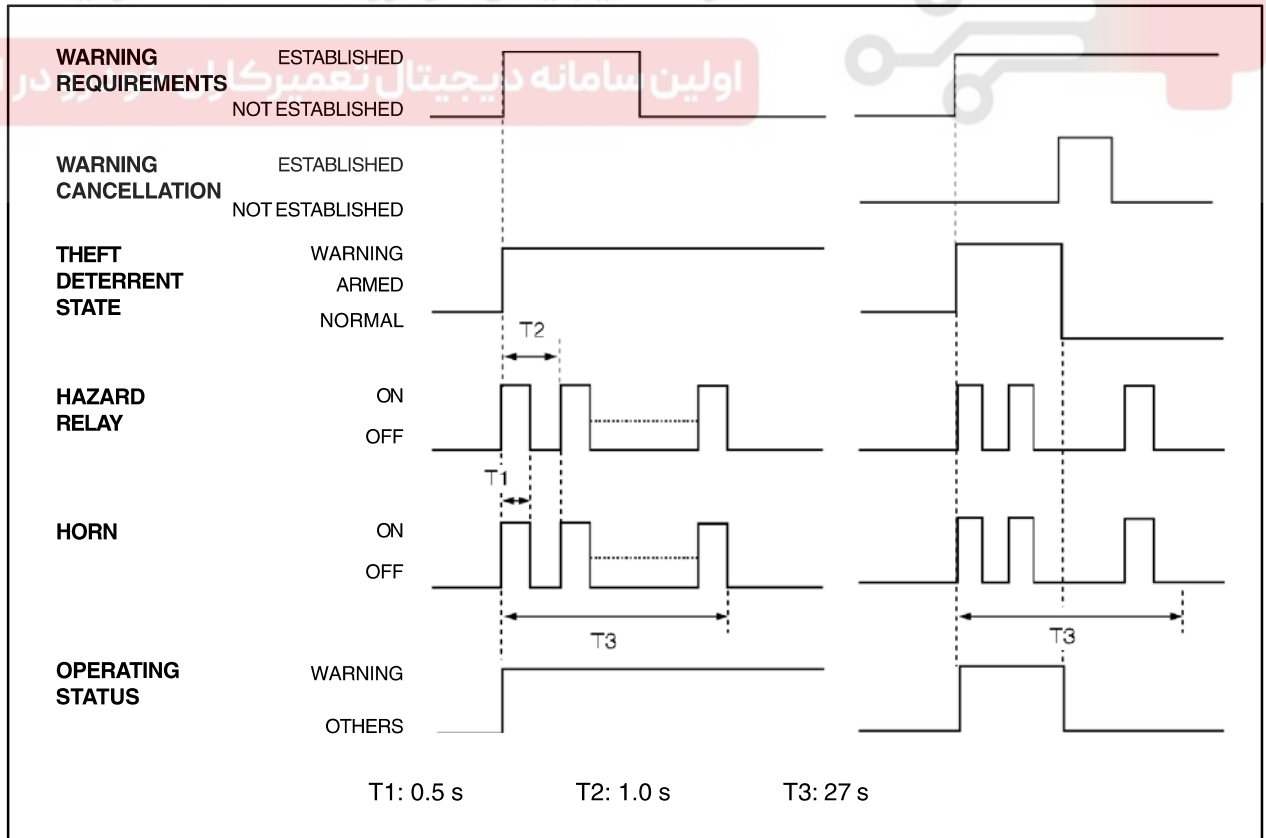 اولین سامانه دیجیتال تعمیرکاران خودرو در ا
WARNING
REQUIREMENTS
ESTABLISHED
NOT ESTABLISHED
WARNING
CANCELLATION
ESTABLISHED
NOT ESTABLISHED
THEFT
DETERRENT
STATE
WARNING
ARMED
NORMAL
T2
HAZARD
RELAY
ON
OFF
T1
HORN
ON
OFF
T3
T3
OPERATING
STATUS
WARNING
OTHERS
T1: 0.5 s T2: 1.0 s T3: 27 s